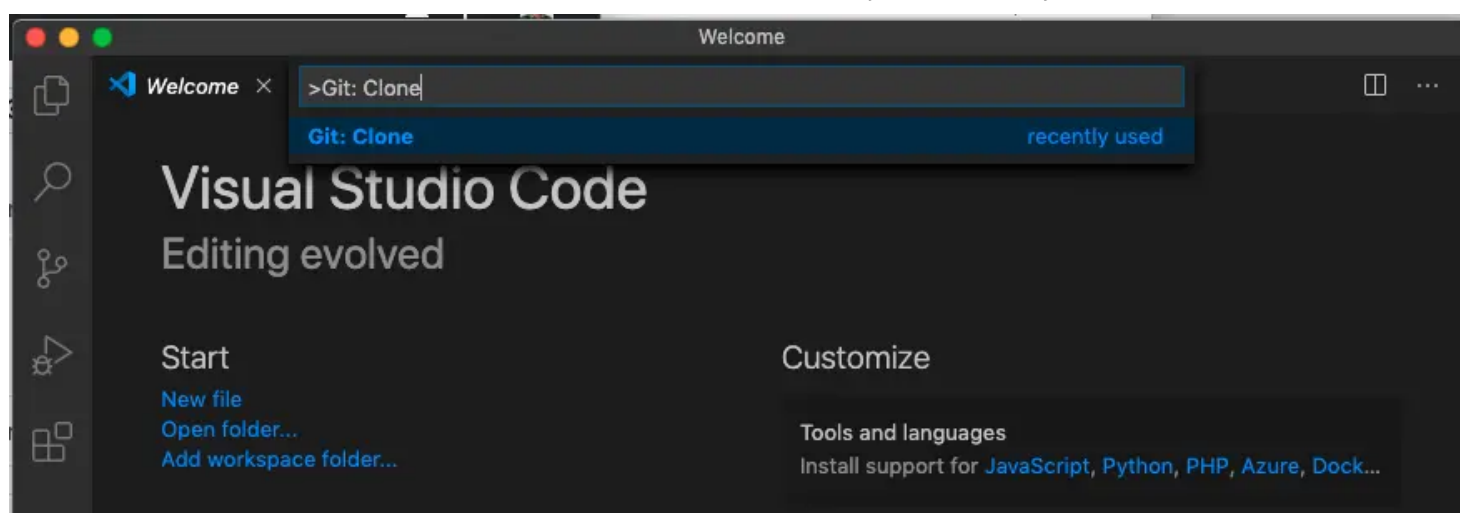 Welcome
Welcome
>Git: Clone
Git: Clone recently used
Visual Studio Code
Editing evolved
Start
New file
Open folder...
Add workspace folder...
Customize
Tools and languages
Install support for JavaScript, Python, PHP, Azure, Dock...